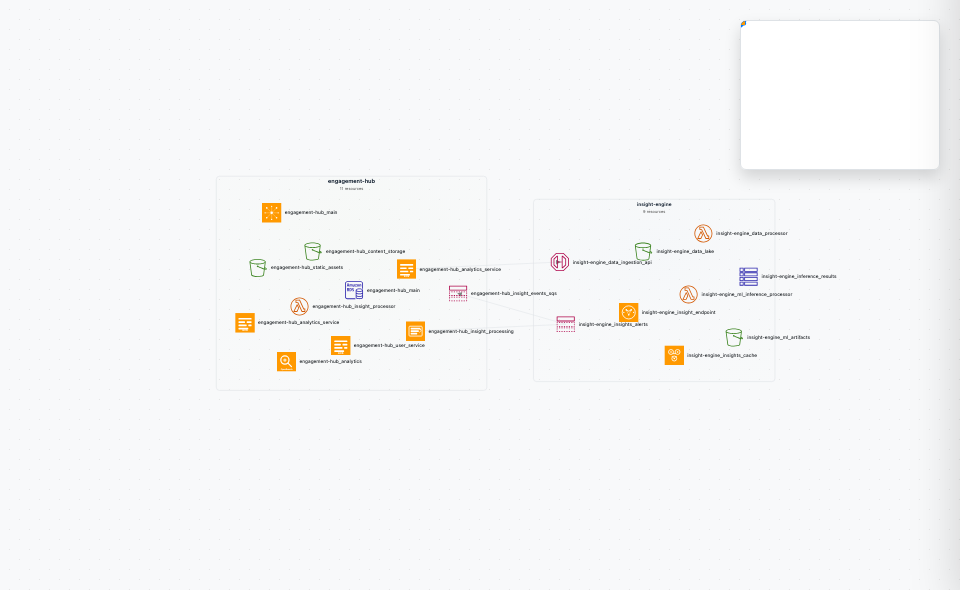 engagement-hub
11 resources
engagement-hub_main
engagement-hub_content_storage
engagement-hub_static_assets
engagement-hub_analytics_service
engagement-hub_main
engagement-hub_insight_events_sqs
engagement-hub_insight_processor
engagement-hub_analytics_service
engagement-hub_insight_processing
engagement-hub_user_service
engagement-hub_analytics
insight-engine
9 resources
insight-engine_data_processor
insight-engine_data_lake
insight-engine_data_ingestion_api
insight-engine_inference_results
insight-engine_ml_inference_processor
insight-engine_insight_endpoint
insight-engine_insights_alerts
insight-engine_ml_artifacts
insight-engine_insights_cache
Amazon
RDS